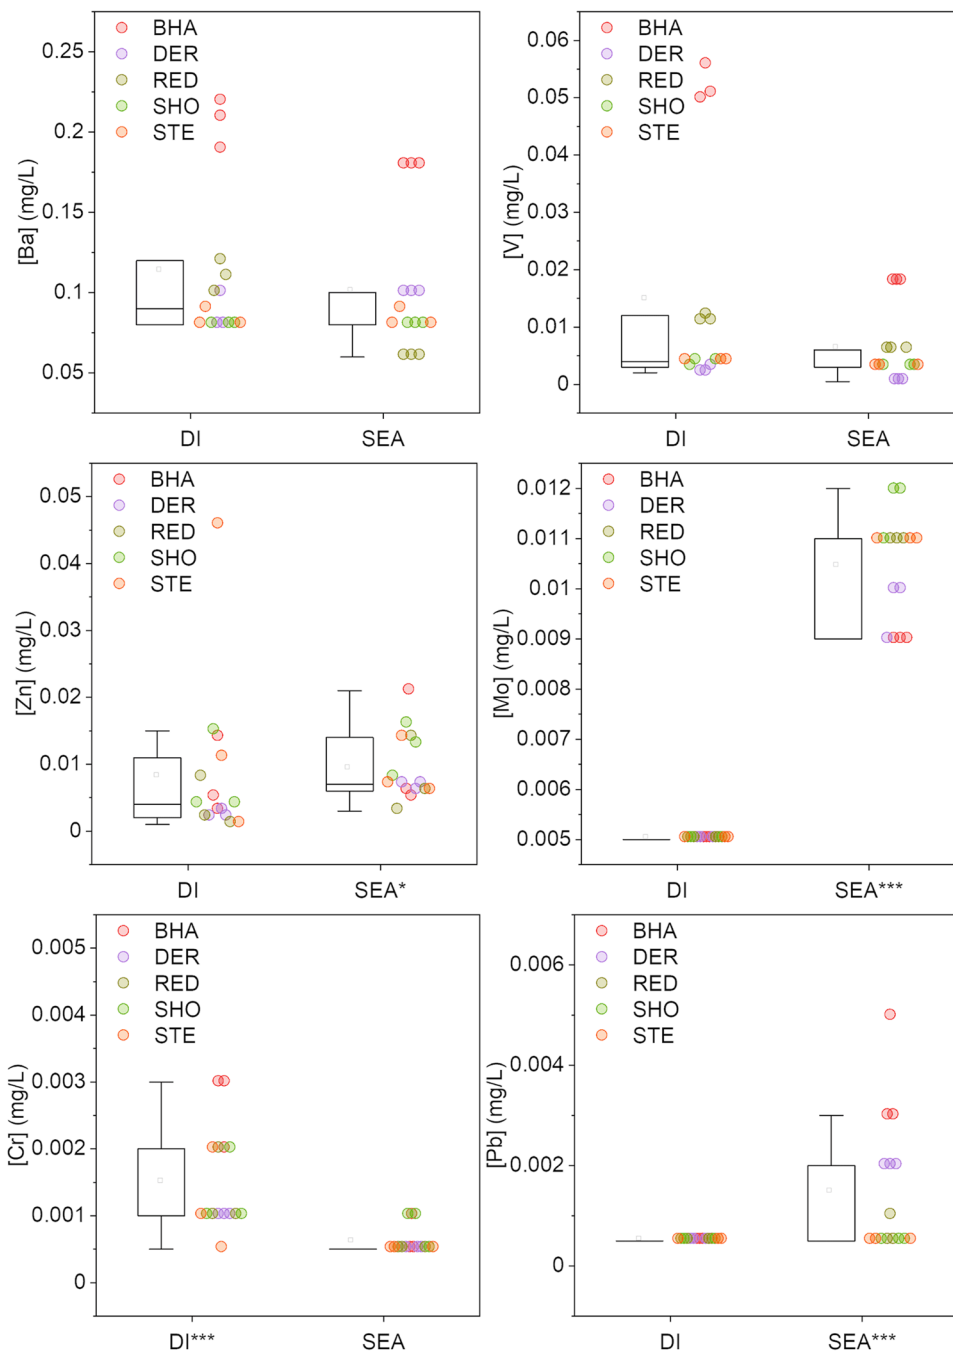 [Ba] (mg/L)
0.25
0.2
0.15
0.1
0.05
BHA
DER
RED
SHO
STE
DI
SEA
[V] (mg/L)
0.06
0.05
0.04
0.03
0.02
0.01
0
BHA
DER
RED
SHO
STE
DI
SEA
[Zn] (mg/L)
0.05
0.04
0.03
0.02
0.01
0
BHA
DER
RED
SHO
STE
DI
SEA*
[Mo] (mg/L)
0.012
0.011
0.01
0.009
0.008
0.007
0.006
0.005
BHA
DER
RED
SHO
STE
DI
SEA***
[Cr] (mg/L)
0.005
0.004
0.003
0.002
0.001
0
BHA
DER
RED
SHO
STE
DI***
SEA
[Pb] (mg/L)
0.006
0.004
0.002
0
BHA
DER
RED
SHO
STE
DI
SEA***